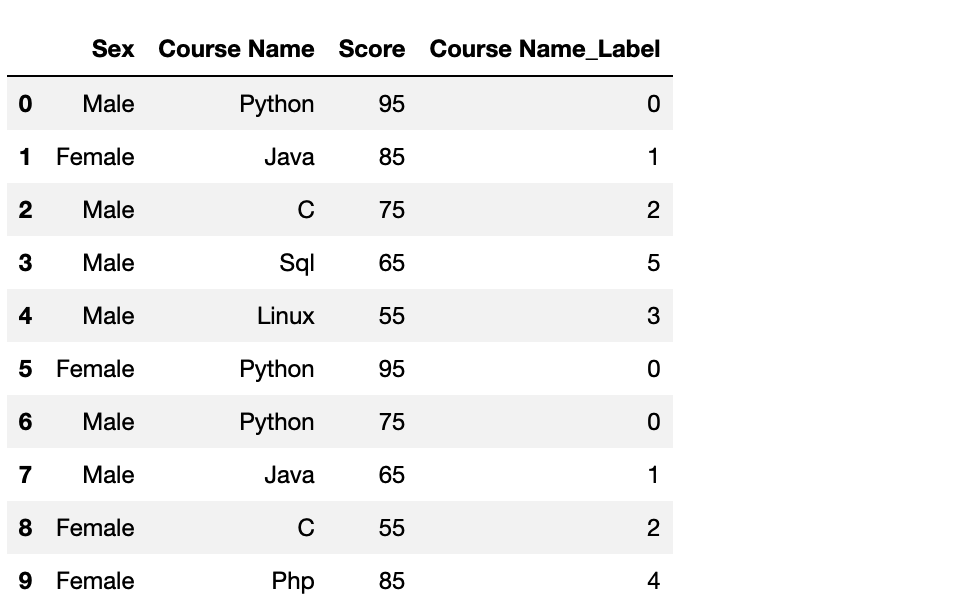 Sex Course Name Score Course Name_Label
0 Male Python 95 0
1 Female Java 85 1
2 Male C 75 2
3 Male Sql 65 5
4 Male Linux 55 3
5 Female Python 95 0
6 Male Python 75 0
7 Male Java 65 1
8 Female C 55 2
9 Female Php 85 4